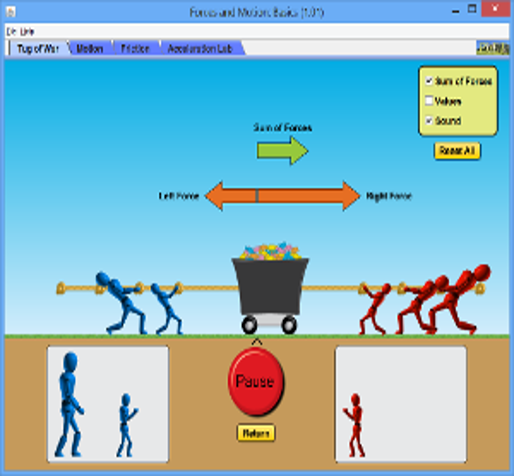 Forces and Motion: Basics (1.01)
Tug of War
Motion
Friction
Acceleration Lab
Sum of Forces
Values
Sound
Reset All
Sum of Forces
Left Force
Right Force
Pause
Return